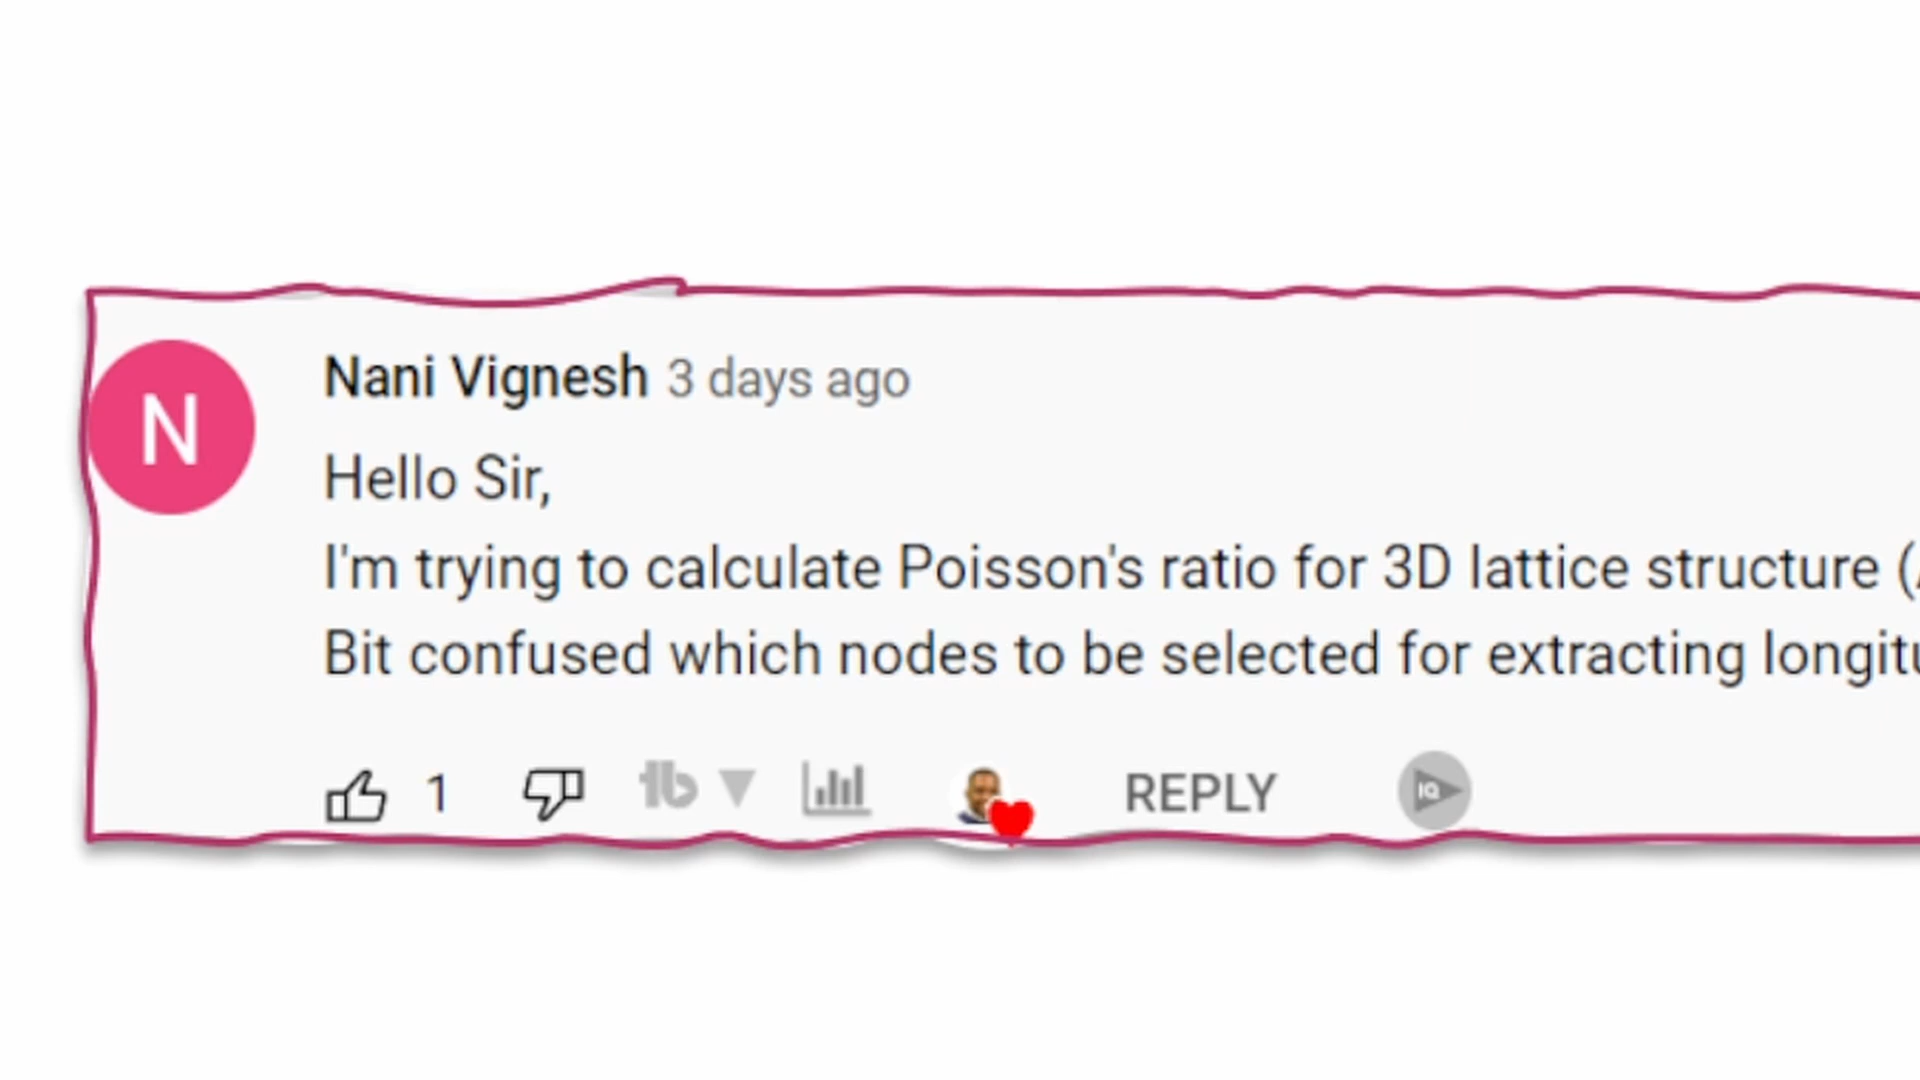 N
Nani Vignesh 3 days ago
Hello Sir,
I'm trying to calculate Poisson's ratio for 3D lattice structure (
Bit confused which nodes to be selected for extracting
1
REPLY
IQ